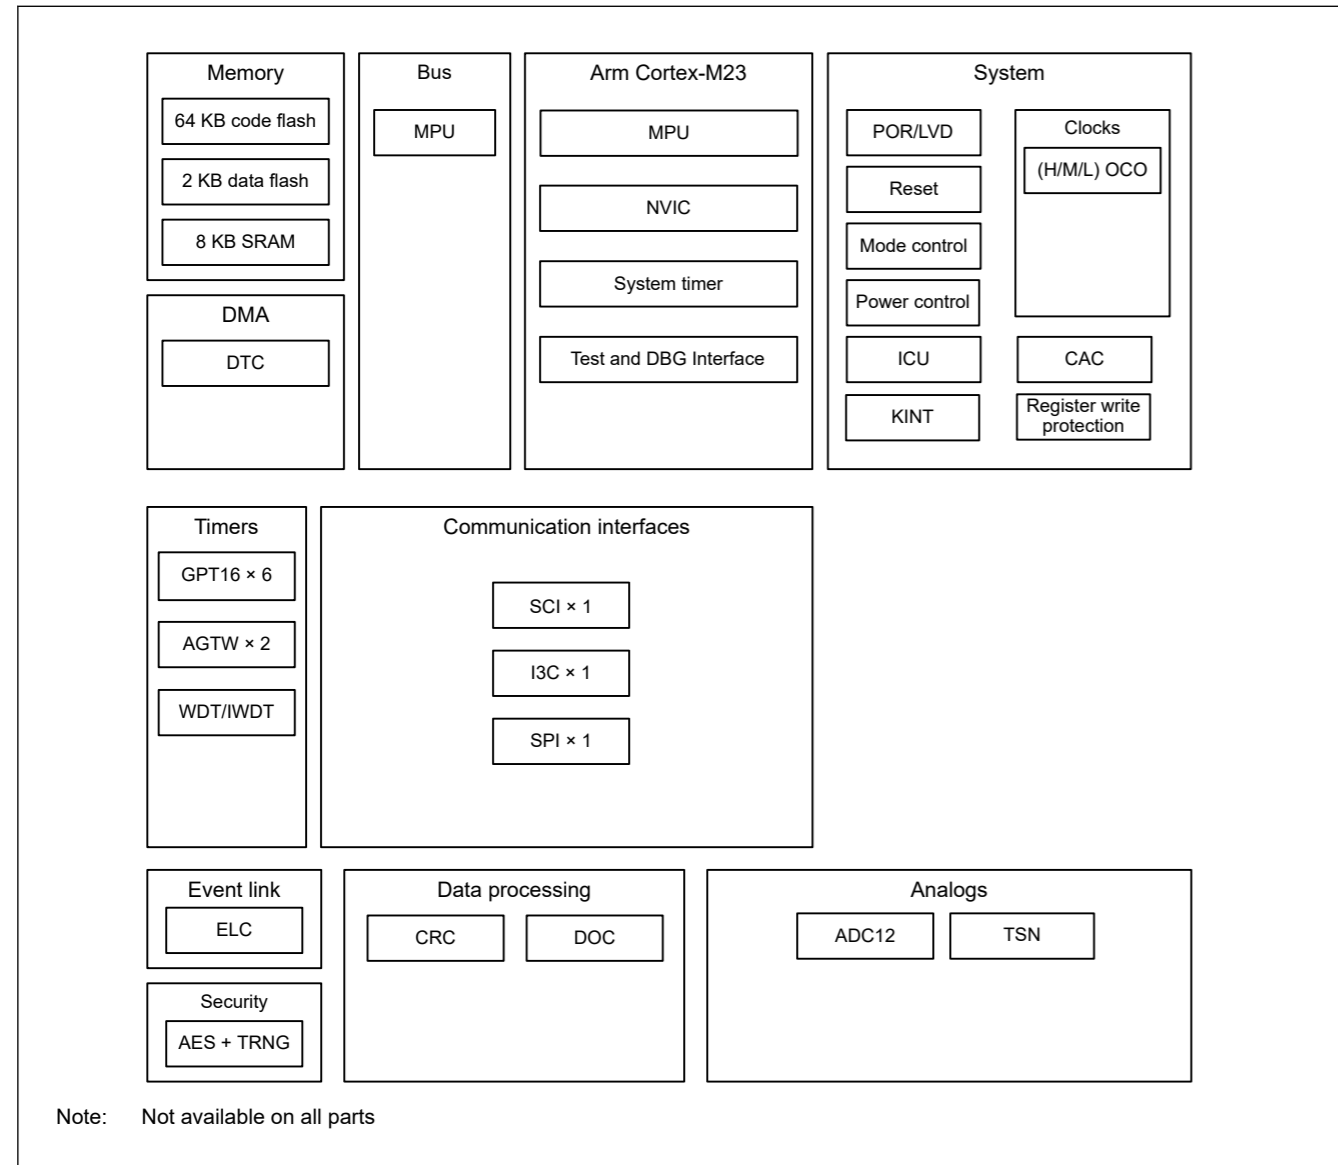 Memory
64 KB code flash
2 KB data flash
8 KB SRAM
DMA
DTC
Bus
MPU
Arm Cortex-M23
MPU
NVIC
System timer
Test and DBG Interface
System
POR/LVD
Reset
Mode control
Power control
ICU
KINT
Clocks
(H/M/L) OCO
CAC
Register write
protection
Timers
GPT16 × 6
AGTW × 2
WDT/IWDT
Communication interfaces
SCI × 1
I3C × 1
SPI × 1
Event link
ELC
Security
AES + TRNG
Data processing
CRC
DOC
Analogs
ADC12
TSN
Note: Not available on all parts